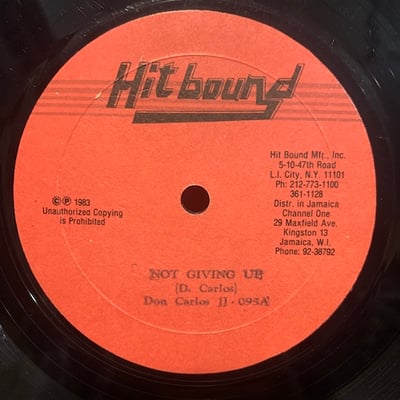 Hit bound
Hit Bound Mfg., Inc.
5-10-47th Road
L.I. City, N.Y. 11101
Ph: 212-773-1100
361-1128
Distr. in Jamaica
Channel One
29 Maxfield Ave.
Kingston 13
Jamaica, W.I.
Phone: 92-38792
© ℗ 1983
Unauthorized Copying
is Prohibited
NOT GIVING UP
(D. Carlos)
Don Carlos JJ-095A